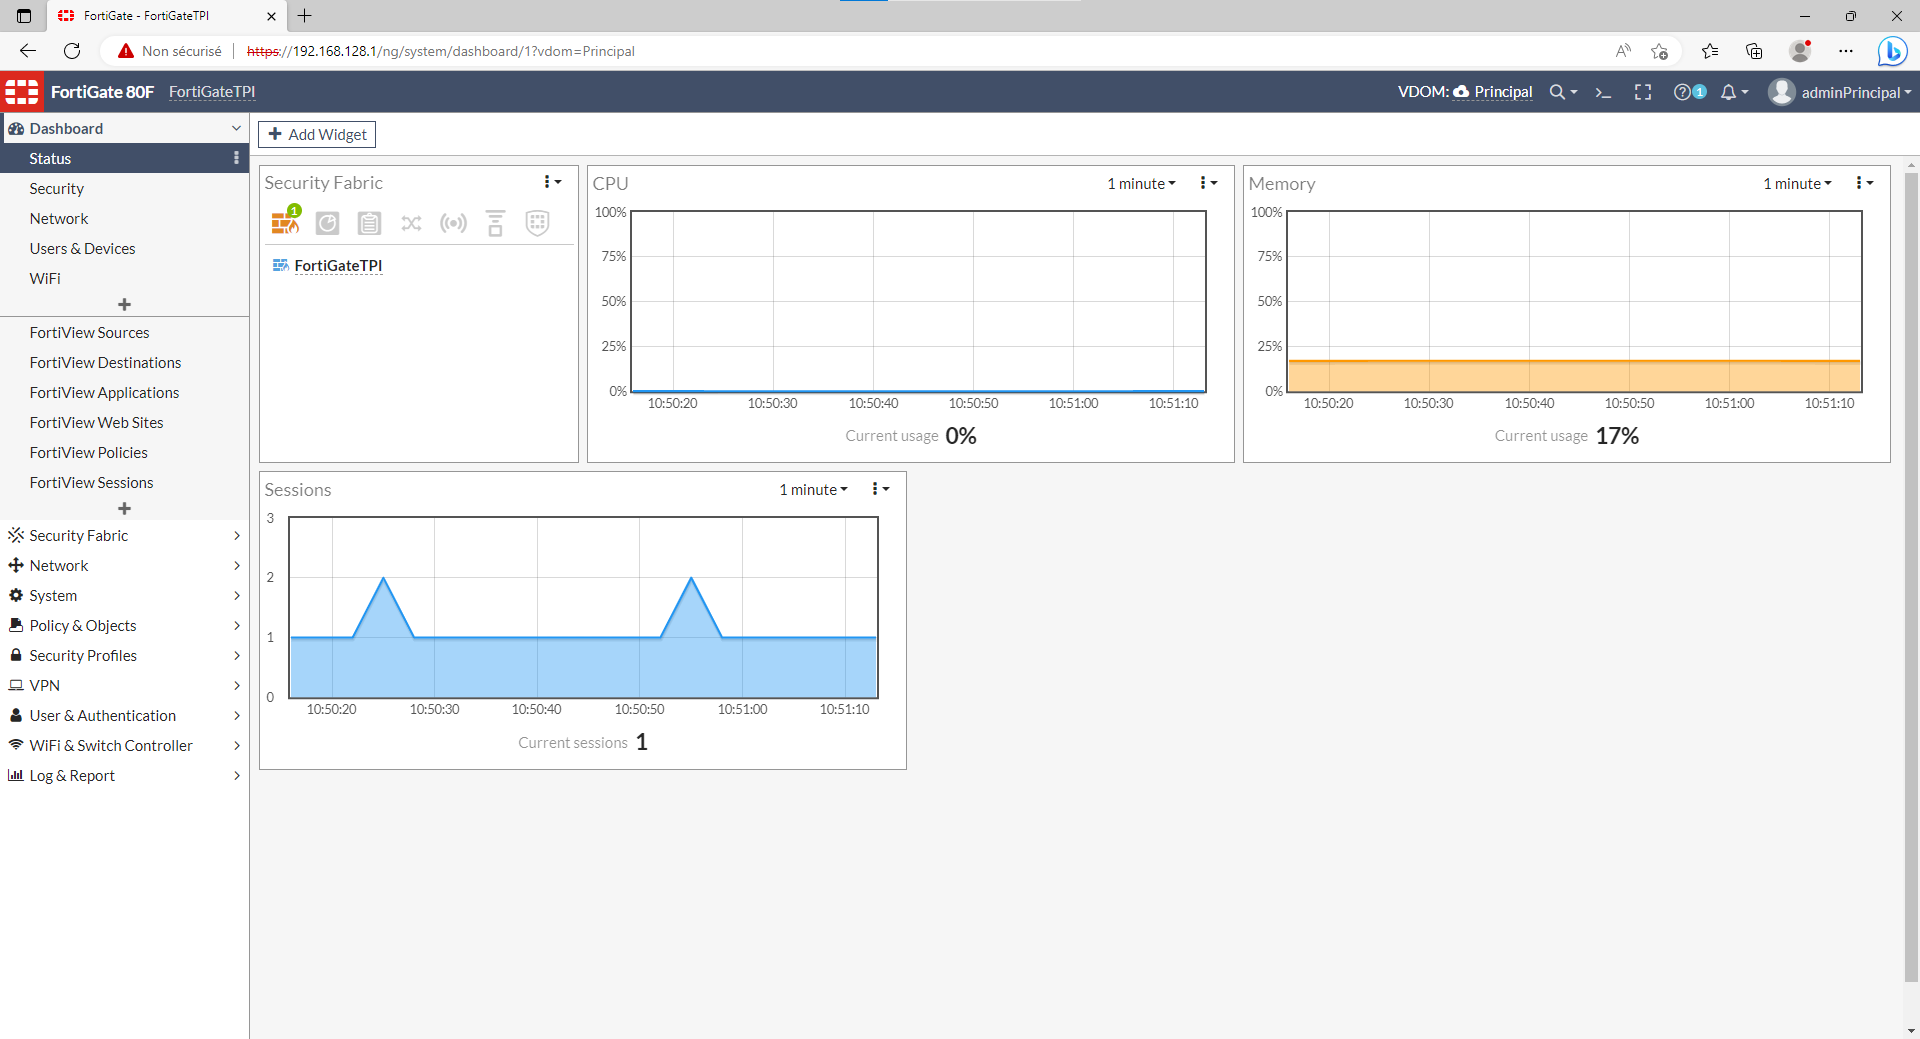 FortiGate - FortiGateTPI
Non sécurisé
https://192.168.128.1/ng/system/dashboard/1?vdom=Principal
FortiGate 80F
FortiGateTPI
VDOM: Principal
1
adminPrincipal
Dashboard
Status
Security
Network
Users & Devices
WiFi
FortiView Sources
FortiView Destinations
FortiView Applications
FortiView Web Sites
FortiView Policies
FortiView Sessions
Security Fabric
Network
System
Policy & Objects
Security Profiles
VPN
User & Authentication
WiFi & Switch Controller
Log & Report
+ Add Widget
Security Fabric
1
FortiGateTPI
CPU
1 minute
100%
75%
50%
25%
0%
10:50:20 10:50:30 10:50:40 10:50:50 10:51:00 10:51:10
Current usage 0%
Memory
1 minute
100%
75%
50%
25%
0%
10:50:20 10:50:30 10:50:40 10:50:50 10:51:00 10:51:10
Current usage 17%
Sessions
1 minute
3
2
1
0
10:50:20 10:50:30 10:50:40 10:50:50 10:51:00 10:51:10
Current sessions 1